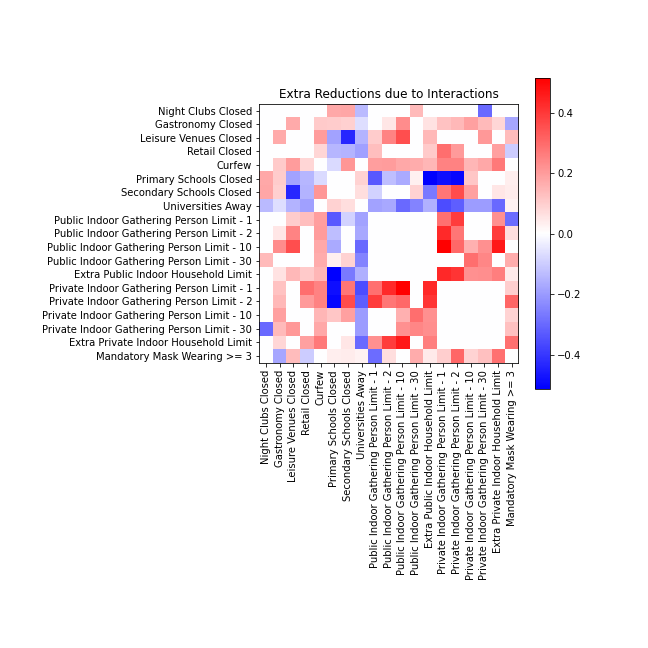 Extra Reductions due to Interactions
Night Clubs Closed
Gastronomy Closed
Leisure Venues Closed
Retail Closed
Curfew
Primary Schools Closed
Secondary Schools Closed
Universities Away
Public Indoor Gathering Person Limit - 1
Public Indoor Gathering Person Limit - 2
Public Indoor Gathering Person Limit - 10
Public Indoor Gathering Person Limit - 30
Extra Public Indoor Household Limit
Private Indoor Gathering Person Limit - 1
Private Indoor Gathering Person Limit - 2
Private Indoor Gathering Person Limit - 10
Private Indoor Gathering Person Limit - 30
Extra Private Indoor Household Limit
Mandatory Mask Wearing >= 3
Night Clubs Closed
Gastronomy Closed
Leisure Venues Closed
Retail Closed
Curfew
Primary Schools Closed
Secondary Schools Closed
Universities Away
Public Indoor Gathering Person Limit - 1
Public Indoor Gathering Person Limit - 2
Public Indoor Gathering Person Limit - 10
Public Indoor Gathering Person Limit - 30
Extra Public Indoor Household Limit
Private Indoor Gathering Person Limit - 1
Private Indoor Gathering Person Limit - 2
Private Indoor Gathering Person Limit - 10
Private Indoor Gathering Person Limit - 30
Extra Private Indoor Household Limit
Mandatory Mask Wearing >= 3
0.4
0.2
0.0
−0.2
−0.4